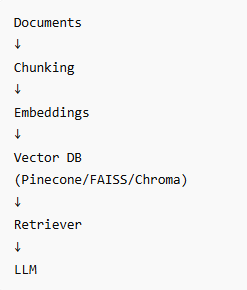 Documents
↓
Chunking
↓
Embeddings
↓
Vector DB
(Pinecone/FAISS/Chroma)
↓
Retriever
↓
LLM